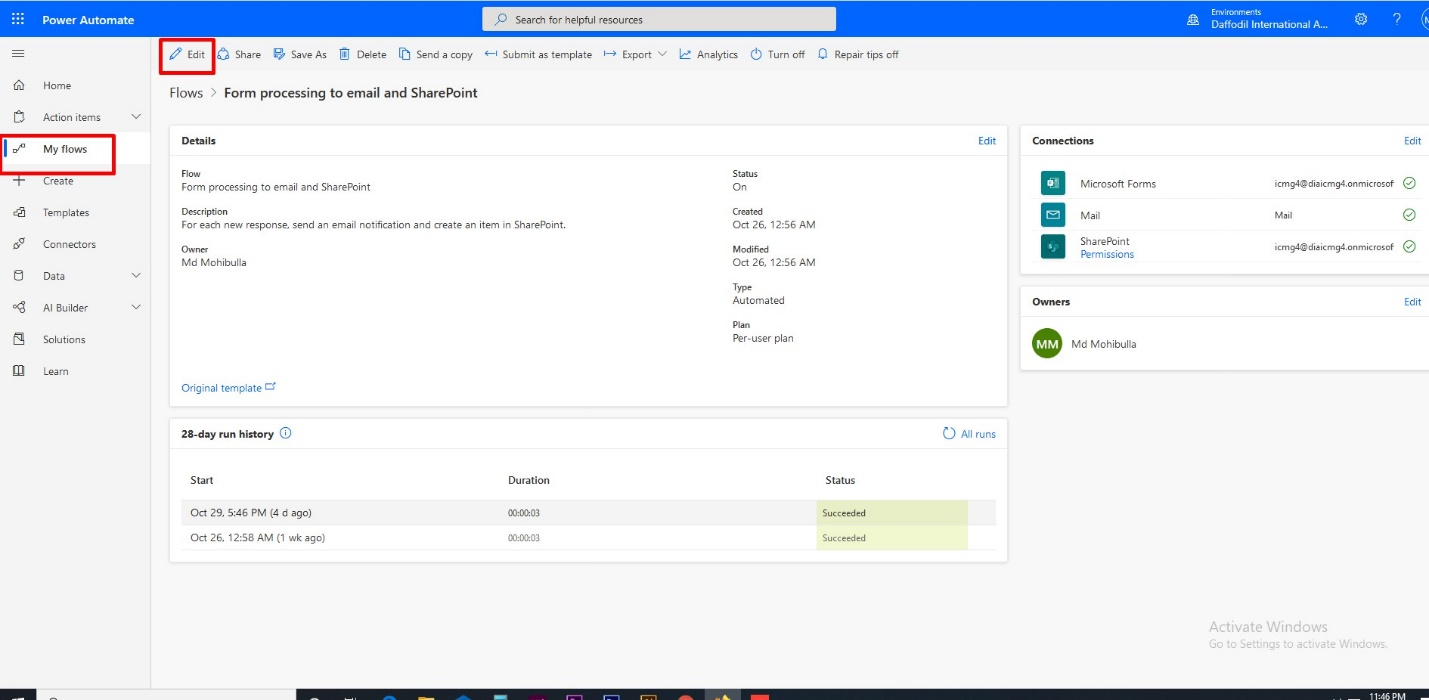 Power Automate
Search for helpful resources
Environments
Daffodil International A...
?
Edit
Share
Save As
Delete
Send a copy
Submit as template
Export
Analytics
Turn off
Repair tips off
Home
Action items
My flows
Create
Templates
Connectors
Data
AI Builder
Solutions
Learn
Flows > Form processing to email and SharePoint
Details
Edit
Flow
Form processing to email and SharePoint
Description
For each new response, send an email notification and create an item in SharePoint.
Owner
Md Mohibulla
Status
On
Created
Oct 26, 12:56 AM
Modified
Oct 26, 12:56 AM
Type
Automated
Plan
Per-user plan
Original template
Connections
Edit
Microsoft Forms
icmg4@diaicmg4.onmicrosof
Mail
Mail
SharePoint
Permissions
icmg4@diaicmg4.onmicrosof
Owners
Edit
MM
Md Mohibulla
28-day run history
All runs
Start
Duration
Status
Oct 29, 5:46 PM (4 d ago)
00:00:03
Succeeded
Oct 26, 12:58 AM (1 wk ago)
00:00:03
Succeeded
Activate Windows
Go to Settings to activate Windows.
11:46 PM